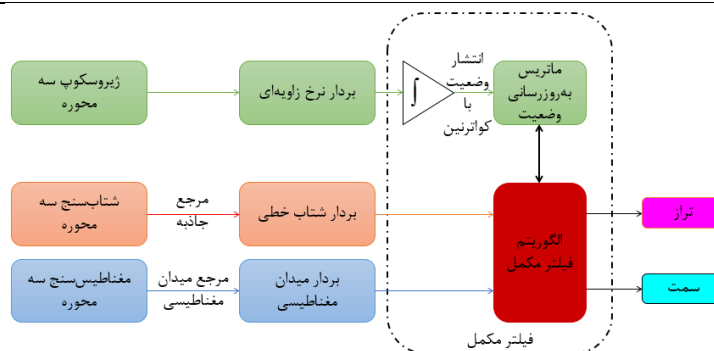 ژیروسکوپ سه
محوره
بردار نرخ زاویه‌ای
∫
انتشار
وضعیت
با
کواترنین
ماتریس
به‌روزرسانی
وضعیت
شتاب‌سنج سه
محوره
مرجع
جاذبه
بردار شتاب خطی
الگوریتم
فیلتر مکمل
تراز
مغناطیس‌سنج سه
محوره
مرجع میدان
مغناطیسی
بردار میدان
مغناطیسی
سمت
فیلتر مکمل